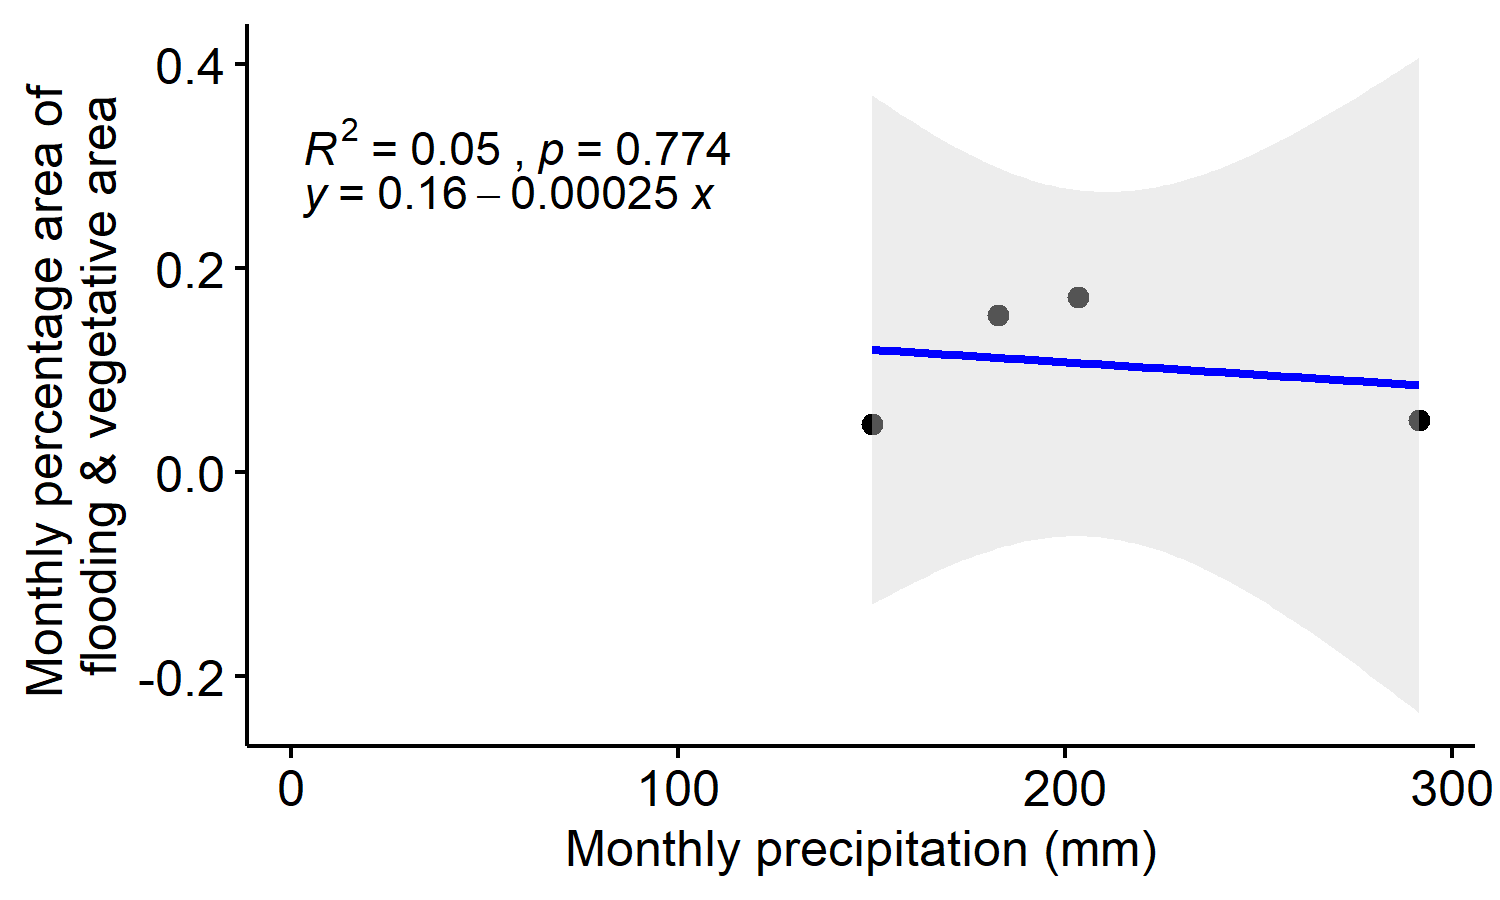 Monthly percentage area of
flooding & vegetative area
0.4
0.2
0.0
-0.2
R² = 0.05 , p = 0.774
y = 0.16 – 0.00025 x
0 100 200 300
Monthly precipitation (mm)